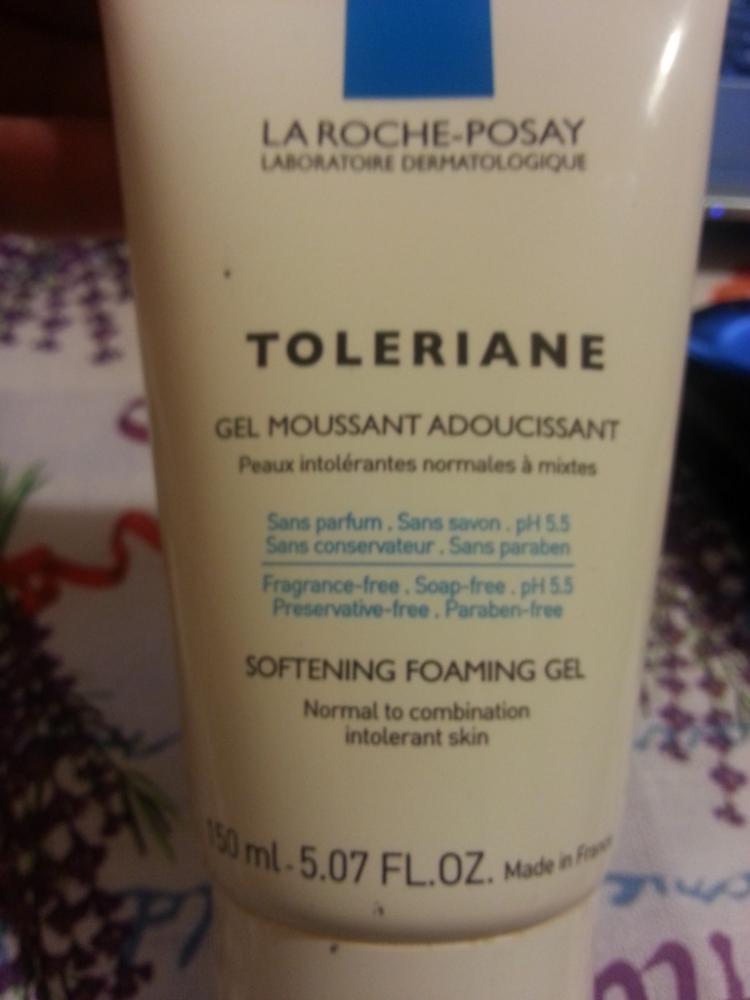 LA ROCHE-POSAY
LABORATOIRE DERMATOLOGIQUE
TOLERIANE
GEL MOUSSANT ADOUCISSANT
Peaux intolérantes normales à mixtes
Sans parfum . Sans savon . pH 5.5
Sans conservateur . Sans paraben
Fragrance-free . Soap-free . pH 5.5
Preservative-free . Paraben-free
SOFTENING FOAMING GEL
Normal to combination
intolerant skin
150 ml - 5.07 FL.OZ. Made in France